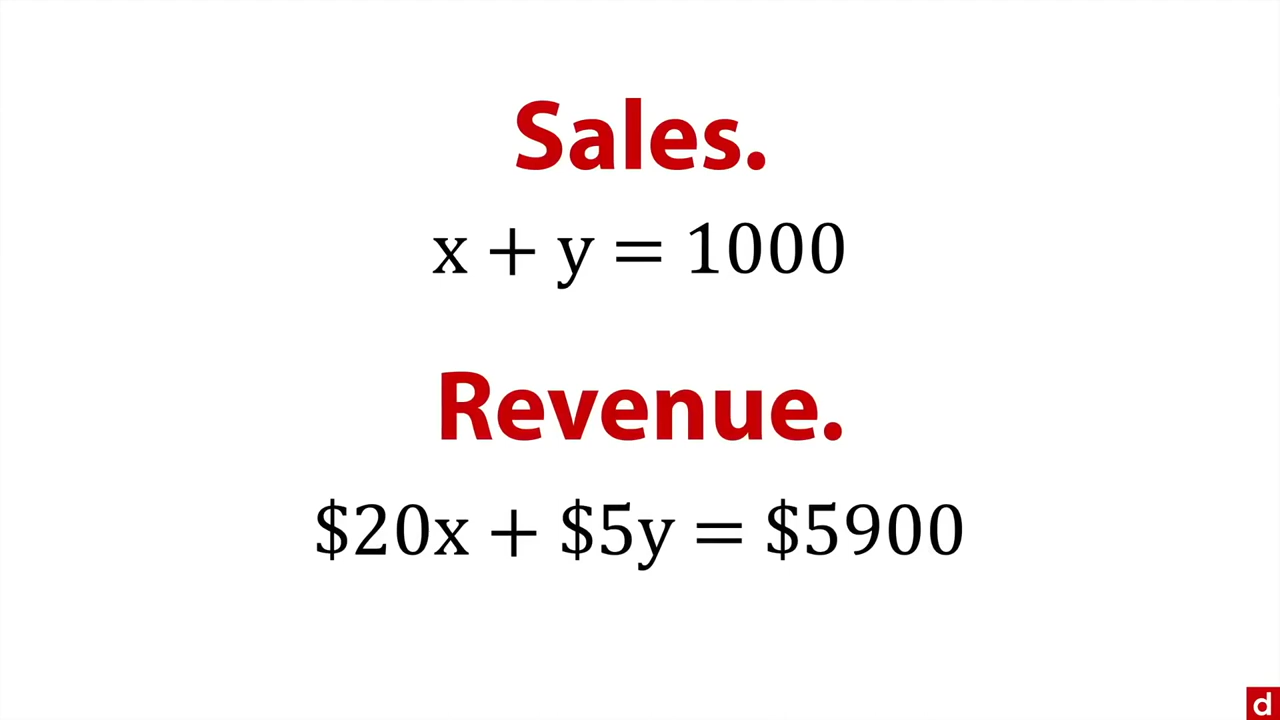 Sales.
x + y = 1000
Revenue.
$20x + $5y = $5900
d